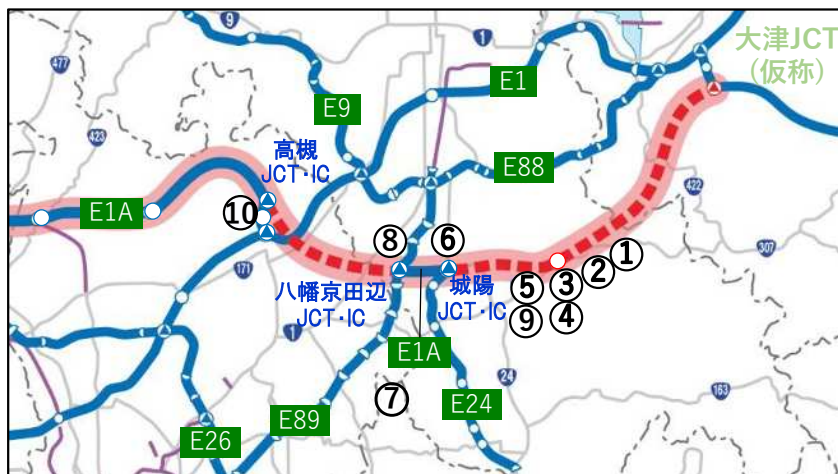 9
1
477
大津JCT
（仮称）
E1
E9
423
高槻
JCT・IC
E88
422
E1A
⑩
⑧
⑥
①
307
②
171
八幡京田辺
JCT・IC
城陽
JCT・IC
⑤
③
⑨
④
1
E1A
24
163
⑦
E24
E89
E26